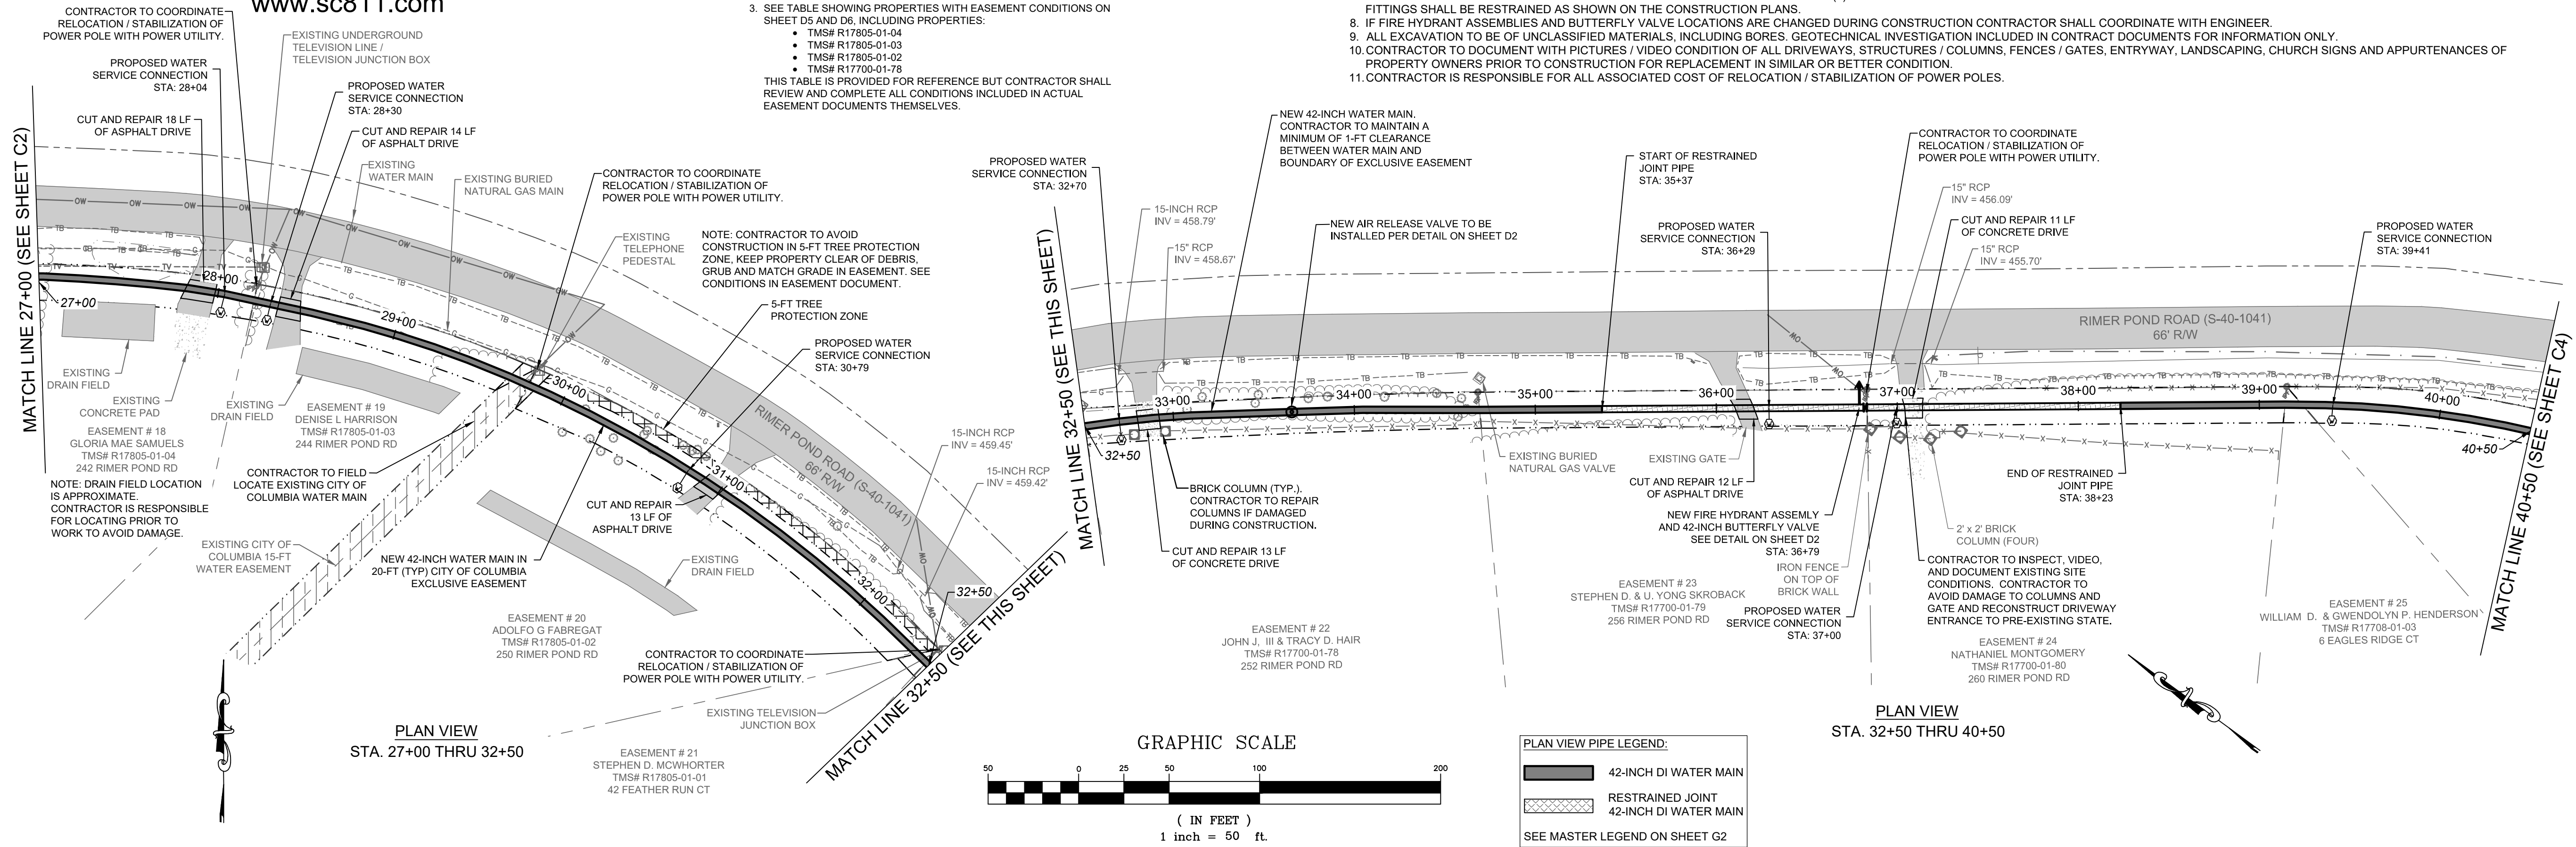 www.sc811.com
3. SEE TABLE SHOWING PROPERTIES WITH EASEMENT CONDITIONS ON
SHEET D5 AND D6, INCLUDING PROPERTIES:
• TMS# R17805-01-04
• TMS# R17805-01-03
• TMS# R17805-01-02
• TMS# R17700-01-78
THIS TABLE IS PROVIDED FOR REFERENCE BUT CONTRACTOR SHALL
REVIEW AND COMPLETE ALL CONDITIONS INCLUDED IN ACTUAL
EASEMENT DOCUMENTS THEMSELVES.
FITTINGS SHALL BE RESTRAINED AS SHOWN ON THE CONSTRUCTION PLANS.
8. IF FIRE HYDRANT ASSEMBLIES AND BUTTERFLY VALVE LOCATIONS ARE CHANGED DURING CONSTRUCTION CONTRACTOR SHALL COORDINATE WITH ENGINEER.
9. ALL EXCAVATION TO BE OF UNCLASSIFIED MATERIALS, INCLUDING BORES. GEOTECHNICAL INVESTIGATION INCLUDED IN CONTRACT DOCUMENTS FOR INFORMATION ONLY.
10. CONTRACTOR TO DOCUMENT WITH PICTURES / VIDEO CONDITION OF ALL DRIVEWAYS, STRUCTURES / COLUMNS, FENCES / GATES, ENTRYWAY, LANDSCAPING, CHURCH SIGNS AND APPURTENANCES OF
PROPERTY OWNERS PRIOR TO CONSTRUCTION FOR REPLACEMENT IN SIMILAR OR BETTER CONDITION.
11. CONTRACTOR IS RESPONSIBLE FOR ALL ASSOCIATED COST OF RELOCATION / STABILIZATION OF POWER POLES.
CONTRACTOR TO COORDINATE
RELOCATION / STABILIZATION OF
POWER POLE WITH POWER UTILITY.
EXISTING UNDERGROUND
TELEVISION LINE /
TELEVISION JUNCTION BOX
PROPOSED WATER
SERVICE CONNECTION
STA: 28+04
PROPOSED WATER
SERVICE CONNECTION
STA: 28+30
CUT AND REPAIR 18 LF
OF ASPHALT DRIVE
CUT AND REPAIR 14 LF
OF ASPHALT DRIVE
EXISTING
WATER MAIN
EXISTING BURIED
NATURAL GAS MAIN
CONTRACTOR TO COORDINATE
RELOCATION / STABILIZATION OF
POWER POLE WITH POWER UTILITY.
EXISTING
TELEPHONE
PEDESTAL
NOTE: CONTRACTOR TO AVOID
CONSTRUCTION IN 5-FT TREE PROTECTION
ZONE, KEEP PROPERTY CLEAR OF DEBRIS,
GRUB AND MATCH GRADE IN EASEMENT. SEE
CONDITIONS IN EASEMENT DOCUMENT.
5-FT TREE
PROTECTION ZONE
PROPOSED WATER
SERVICE CONNECTION
STA: 30+79
MATCH LINE 27+00 (SEE SHEET C2)
27+00
28+00
29+00
30+00
31+00
32+00
32+50
RIMER POND ROAD (S-40-1041)
66' R/W
15-INCH RCP
INV = 459.45'
15-INCH RCP
INV = 459.42'
EXISTING
DRAIN FIELD
EXISTING
CONCRETE PAD
EXISTING
DRAIN FIELD
EASEMENT # 18
GLORIA MAE SAMUELS
TMS# R17805-01-04
242 RIMER POND RD
EASEMENT # 19
DENISE L HARRISON
TMS# R17805-01-03
244 RIMER POND RD
NOTE: DRAIN FIELD LOCATION
IS APPROXIMATE.
CONTRACTOR IS RESPONSIBLE
FOR LOCATING PRIOR TO
WORK TO AVOID DAMAGE.
CONTRACTOR TO FIELD
LOCATE EXISTING CITY OF
COLUMBIA WATER MAIN
EXISTING CITY OF
COLUMBIA 15-FT
WATER EASEMENT
CUT AND REPAIR
13 LF OF
ASPHALT DRIVE
NEW 42-INCH WATER MAIN IN
20-FT (TYP) CITY OF COLUMBIA
EXCLUSIVE EASEMENT
EXISTING
DRAIN FIELD
EASEMENT # 20
ADOLFO G FABREGAT
TMS# R17805-01-02
250 RIMER POND RD
CONTRACTOR TO COORDINATE
RELOCATION / STABILIZATION OF
POWER POLE WITH POWER UTILITY.
EXISTING TELEVISION
JUNCTION BOX
EASEMENT # 21
STEPHEN D. MCWHORTER
TMS# R17805-01-01
42 FEATHER RUN CT
MATCH LINE 32+50 (SEE THIS SHEET)
PLAN VIEW
STA. 27+00 THRU 32+50
MATCH LINE 32+50 (SEE THIS SHEET)
PROPOSED WATER
SERVICE CONNECTION
STA: 32+70
NEW 42-INCH WATER MAIN.
CONTRACTOR TO MAINTAIN A
MINIMUM OF 1-FT CLEARANCE
BETWEEN WATER MAIN AND
BOUNDARY OF EXCLUSIVE EASEMENT
15-INCH RCP
INV = 458.79'
15" RCP
INV = 458.67'
NEW AIR RELEASE VALVE TO BE
INSTALLED PER DETAIL ON SHEET D2
START OF RESTRAINED
JOINT PIPE
STA: 35+37
PROPOSED WATER
SERVICE CONNECTION
STA: 36+29
CONTRACTOR TO COORDINATE
RELOCATION / STABILIZATION OF
POWER POLE WITH POWER UTILITY.
15" RCP
INV = 456.09'
CUT AND REPAIR 11 LF
OF CONCRETE DRIVE
15" RCP
INV = 455.70'
PROPOSED WATER
SERVICE CONNECTION
STA: 39+41
RIMER POND ROAD (S-40-1041)
66' R/W
32+50
33+00
34+00
35+00
36+00
37+00
38+00
39+00
40+00
40+50
MATCH LINE 40+50 (SEE SHEET C4)
BRICK COLUMN (TYP.).
CONTRACTOR TO REPAIR
COLUMNS IF DAMAGED
DURING CONSTRUCTION.
CUT AND REPAIR 13 LF
OF CONCRETE DRIVE
EXISTING BURIED
NATURAL GAS VALVE
EXISTING GATE
CUT AND REPAIR 12 LF
OF ASPHALT DRIVE
NEW FIRE HYDRANT ASSEMLY
AND 42-INCH BUTTERFLY VALVE
SEE DETAIL ON SHEET D2
STA: 36+79
IRON FENCE
ON TOP OF
BRICK WALL
PROPOSED WATER
SERVICE CONNECTION
STA: 37+00
END OF RESTRAINED
JOINT PIPE
STA: 38+23
2' x 2' BRICK
COLUMN (FOUR)
CONTRACTOR TO INSPECT, VIDEO,
AND DOCUMENT EXISTING SITE
CONDITIONS. CONTRACTOR TO
AVOID DAMAGE TO COLUMNS AND
GATE AND RECONSTRUCT DRIVEWAY
ENTRANCE TO PRE-EXISTING STATE.
EASEMENT # 22
JOHN J, III & TRACY D. HAIR
TMS# R17700-01-78
252 RIMER POND RD
EASEMENT # 23
STEPHEN D. & U. YONG SKROBACK
TMS# R17700-01-79
256 RIMER POND RD
EASEMENT # 24
NATHANIEL MONTGOMERY
TMS# R17700-01-80
260 RIMER POND RD
EASEMENT # 25
WILLIAM D. & GWENDOLYN P. HENDERSON
TMS# R17708-01-03
6 EAGLES RIDGE CT
PLAN VIEW
STA. 32+50 THRU 40+50
GRAPHIC SCALE
50 0 25 50 100 200
( IN FEET )
1 inch = 50 ft.
PLAN VIEW PIPE LEGEND:
42-INCH DI WATER MAIN
RESTRAINED JOINT
42-INCH DI WATER MAIN
SEE MASTER LEGEND ON SHEET G2